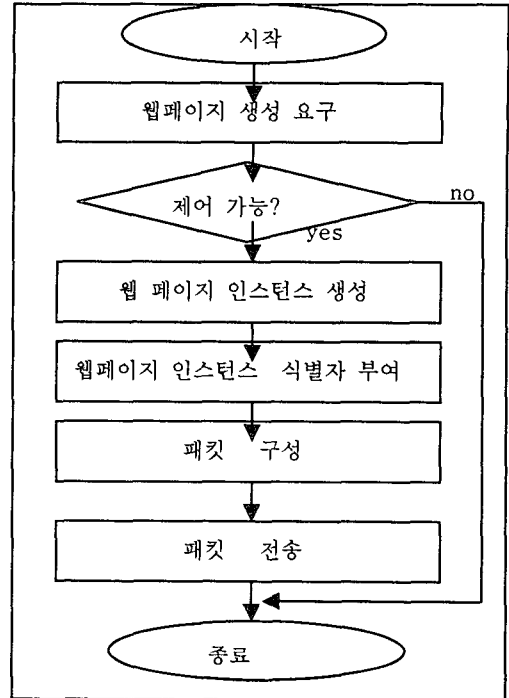 시작
웹페이지 생성 요구
제어 가능?
no
yes
웹 페이지 인스턴스 생성
웹페이지 인스턴스 식별자 부여
패킷 구성
패킷 전송
종료